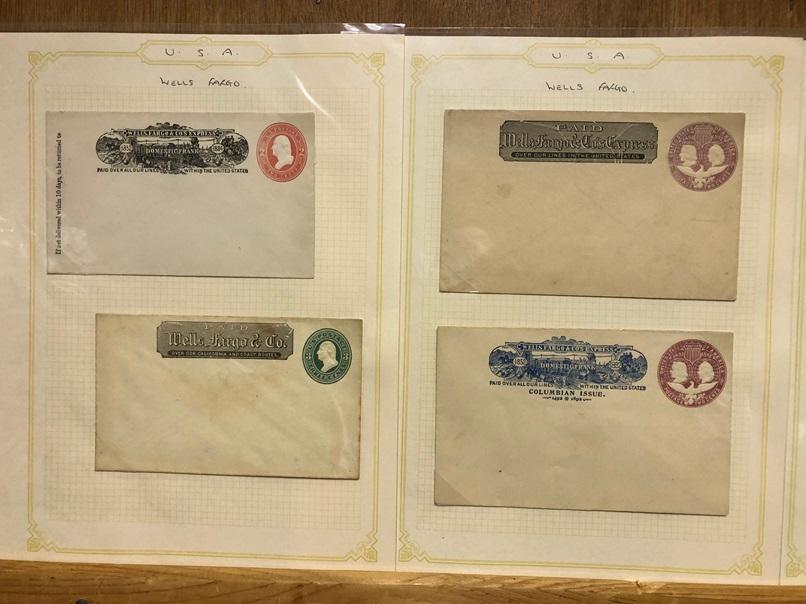 U. S. A.
WELLS FARGO.
If not delivered within 10 days, to be returned to
WELLS FARGO & CO'S EXPRESS
1852 DOMESTIC FRANK 1884
PAID OVER ALL OUR LINES WITHIN THE UNITED STATES
PAID
Wells, Fargo & Co.
OVER OUR CALIFORNIA AND COAST ROUTES
U. S. A
WELLS FARGO.
PAID
Wells, Fargo & Co's Express
OVER OUR LINES IN THE UNITED STATES
WELLS FARGO & CO'S EXPRESS
1852 DOMESTIC FRANK
PAID OVER ALL OUR LINES WITHIN THE UNITED STATES
COLUMBIAN ISSUE.
1492 @ 1892